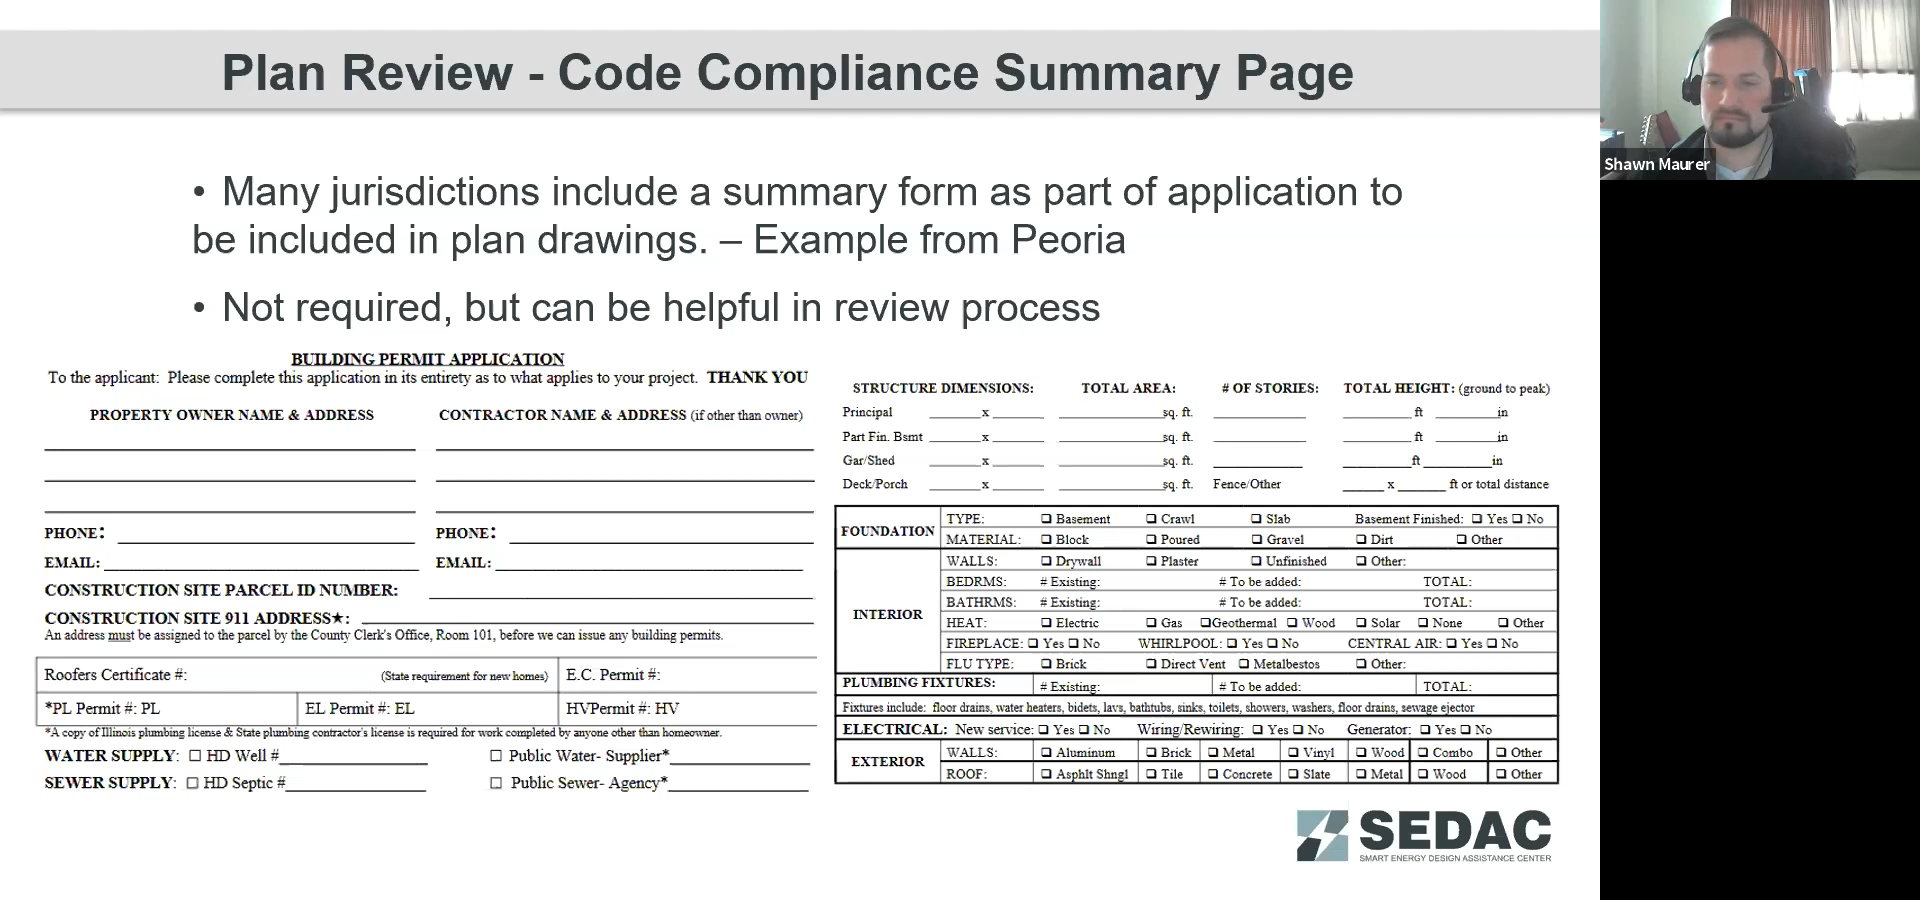 Plan Review - Code Compliance Summary Page
Shawn Maurer
• Many jurisdictions include a summary form as part of application to
be included in plan drawings. – Example from Peoria
• Not required, but can be helpful in review process
BUILDING PERMIT APPLICATION
To the applicant: Please complete this application in its entirety as to what applies to your project. THANK YOU
PROPERTY OWNER NAME & ADDRESS CONTRACTOR NAME & ADDRESS (if other than owner)
PHONE: PHONE:
EMAIL: EMAIL:
CONSTRUCTION SITE PARCEL ID NUMBER:
CONSTRUCTION SITE 911 ADDRESS★:
An address must be assigned to the parcel by the County Clerk's Office, Room 101, before we can issue any building permits.
Roofers Certificate #: (State requirement for new homes) E.C. Permit #:
*PL Permit #: PL EL Permit #: EL HVPermit #: HV
*A copy of Illinois plumbing license & State plumbing contractor's license is required for work completed by anyone other than homeowner.
WATER SUPPLY: ☐ HD Well # ☐ Public Water- Supplier*
SEWER SUPPLY: ☐ HD Septic # ☐ Public Sewer- Agency*
STRUCTURE DIMENSIONS: TOTAL AREA: # OF STORIES: TOTAL HEIGHT: (ground to peak)
Principal x sq. ft. ft in
Part Fin. Bsmt x sq. ft. ft in
Gar/Shed x sq. ft. ft in
Deck/Porch x sq. ft. Fence/Other x ft or total distance
FOUNDATION
TYPE: ☐ Basement ☐ Crawl ☐ Slab Basement Finished: ☐ Yes ☐ No
MATERIAL: ☐ Block ☐ Poured ☐ Gravel ☐ Dirt ☐ Other
INTERIOR
WALLS: ☐ Drywall ☐ Plaster ☐ Unfinished ☐ Other:
BEDRMS: # Existing: # To be added: TOTAL:
BATHRMS: # Existing: # To be added: TOTAL:
HEAT: ☐ Electric ☐ Gas ☐Geothermal ☐ Wood ☐ Solar ☐ None ☐ Other
FIREPLACE: ☐ Yes ☐ No WHIRLPOOL: ☐ Yes ☐ No CENTRAL AIR: ☐ Yes ☐ No
FLU TYPE: ☐ Brick ☐ Direct Vent ☐ Metalbestos ☐ Other:
PLUMBING FIXTURES: # Existing: # To be added: TOTAL:
Fixtures include: floor drains, water heaters, bidets, lavs, bathtubs, sinks, toilets, showers, washers, floor drains, sewage ejector
ELECTRICAL: New service: ☐ Yes ☐ No Wiring/Rewiring: ☐ Yes ☐ No Generator: ☐ Yes ☐ No
EXTERIOR
WALLS: ☐ Aluminum ☐ Brick ☐ Metal ☐ Vinyl ☐ Wood ☐ Combo ☐ Other
ROOF: ☐ Asphlt Shngl ☐ Tile ☐ Concrete ☐ Slate ☐ Metal ☐ Wood ☐ Other
SEDAC
SMART ENERGY DESIGN ASSISTANCE CENTER